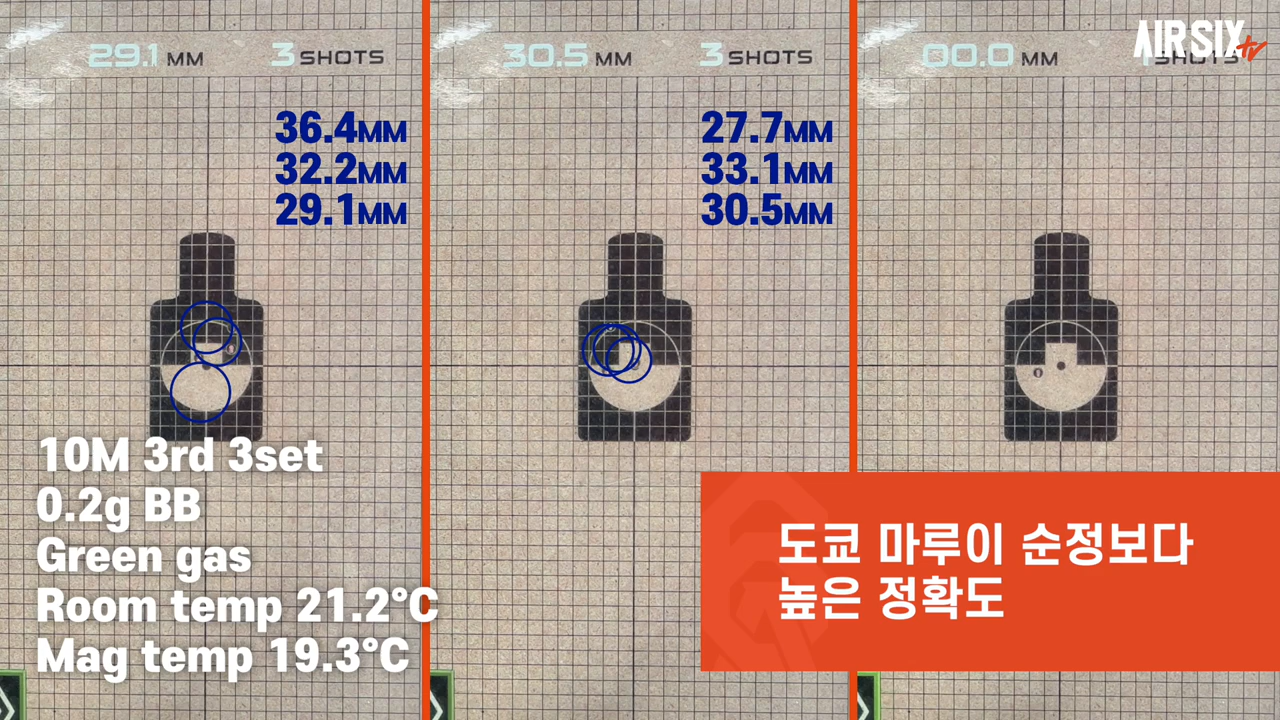 29.1 MM 3 SHOTS
36.4MM
32.2MM
29.1MM
30.5 MM 3 SHOTS
27.7MM
33.1MM
30.5MM
00.0 MM SHOTS
AIRSIX tv
10M 3rd 3set
0.2g BB
Green gas
Room temp 21.2°C
Mag temp 19.3°C
도쿄 마루이 순정보다
높은 정확도